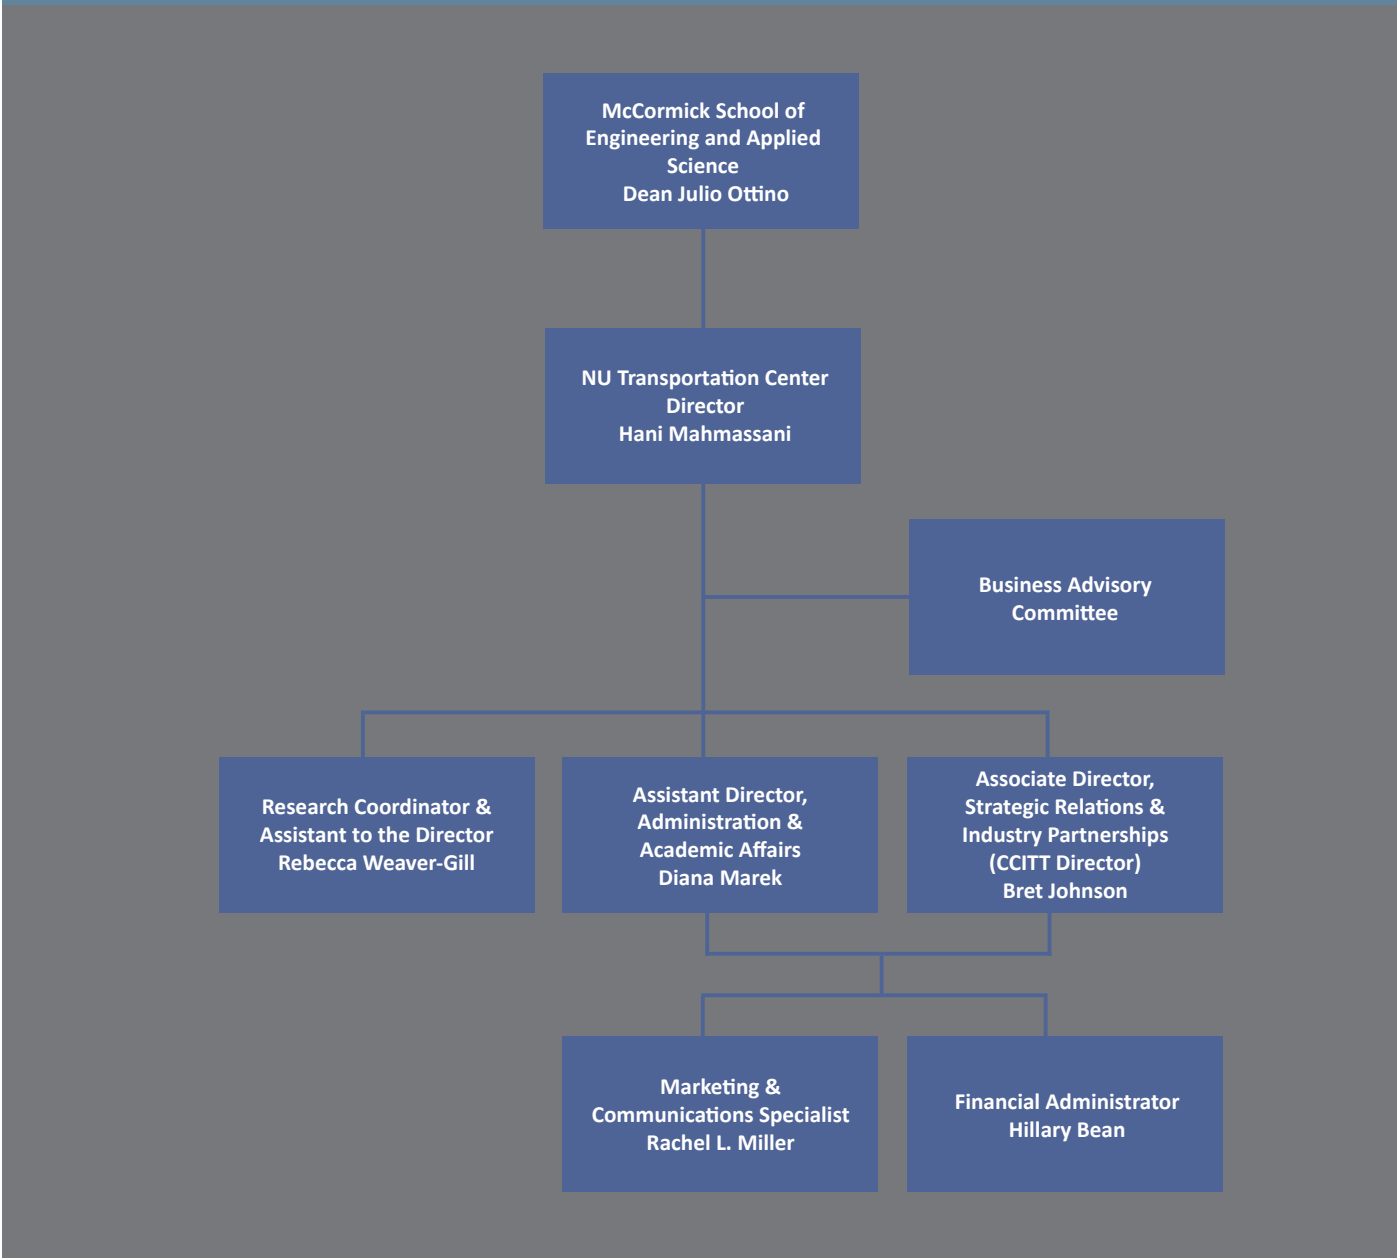 McCormick School of
Engineering and Applied
Science
Dean Julio Ottino
NU Transportation Center
Director
Hani Mahmassani
Business Advisory
Committee
Research Coordinator &
Assistant to the Director
Rebecca Weaver-Gill
Assistant Director,
Administration &
Academic Affairs
Diana Marek
Associate Director,
Strategic Relations &
Industry Partnerships
(CCITT Director)
Bret Johnson
Marketing &
Communications Specialist
Rachel L. Miller
Financial Administrator
Hillary Bean